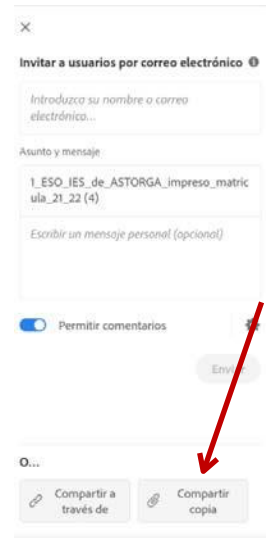 Invitar a usuarios por correo electrónico
Introduzca su nombre o correo
electrónico...
Asunto y mensaje
1_ESO_IES_de_ASTORGA_impreso_matric
ula_21_22 (4)
Escribir un mensaje personal (opcional)
Permitir comentarios
Enviar
O...
Compartir a
través de
Compartir
copia